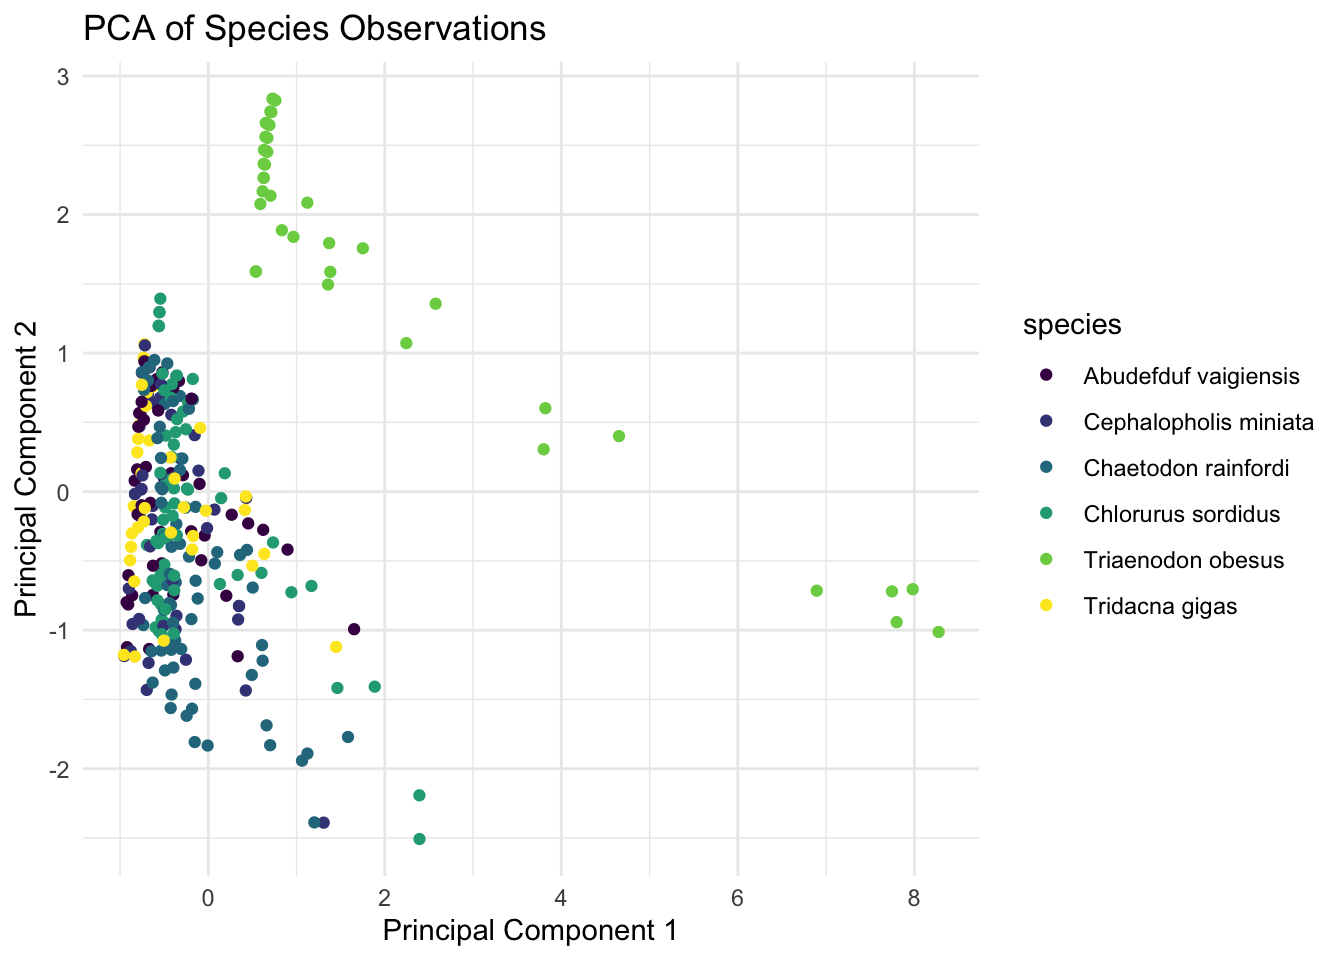 PCA of Species Observations
3
2
1
0
-1
-2
Principal Component 2
0
2
4
6
8
Principal Component 1
species
Abudefduf vaigiensis
Cephalopholis miniata
Chaetodon rainfordi
Chlorurus sordidus
Triaenodon obesus
Tridacna gigas